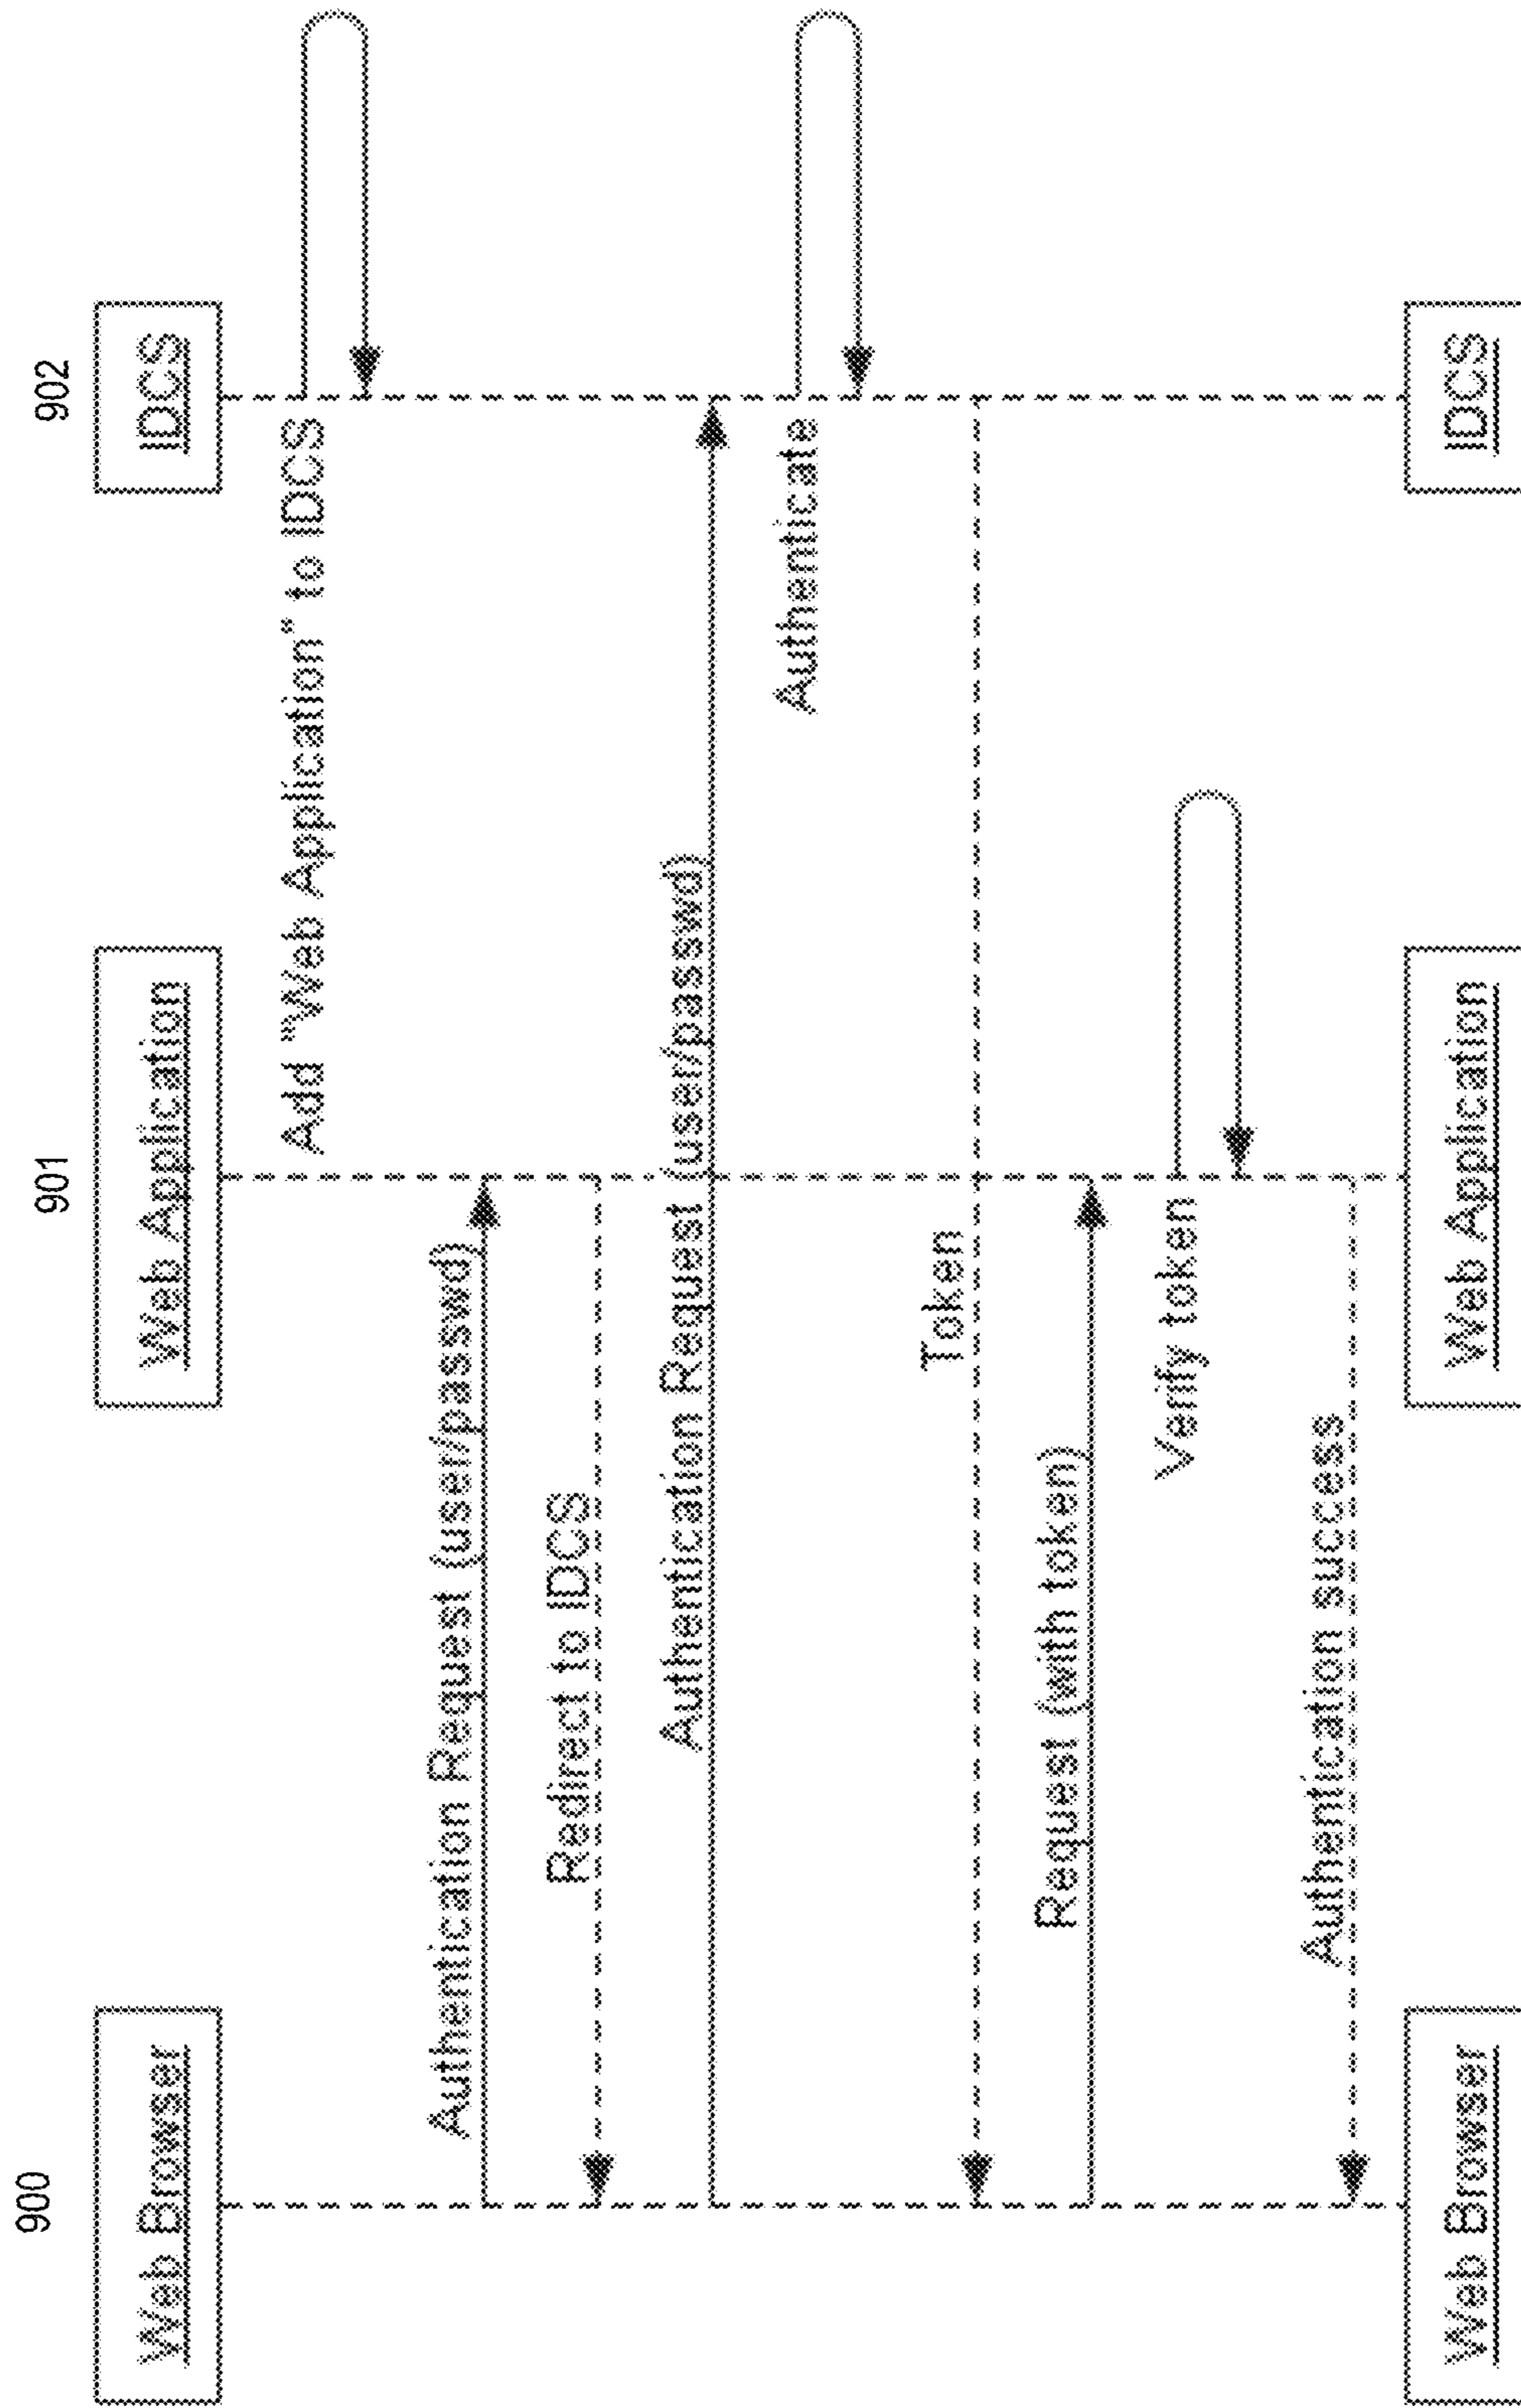 900
901
902
Web Browser
Web Application
IDCS
Add "Web Application" to IDCS
Authentication Request (user/passwd)
Redirect to IDCS
Authentication Request (user/passwd)
Authenticate
Token
Request (with token)
Verify token
Authentication success
Web Browser
Web Application
IDCS